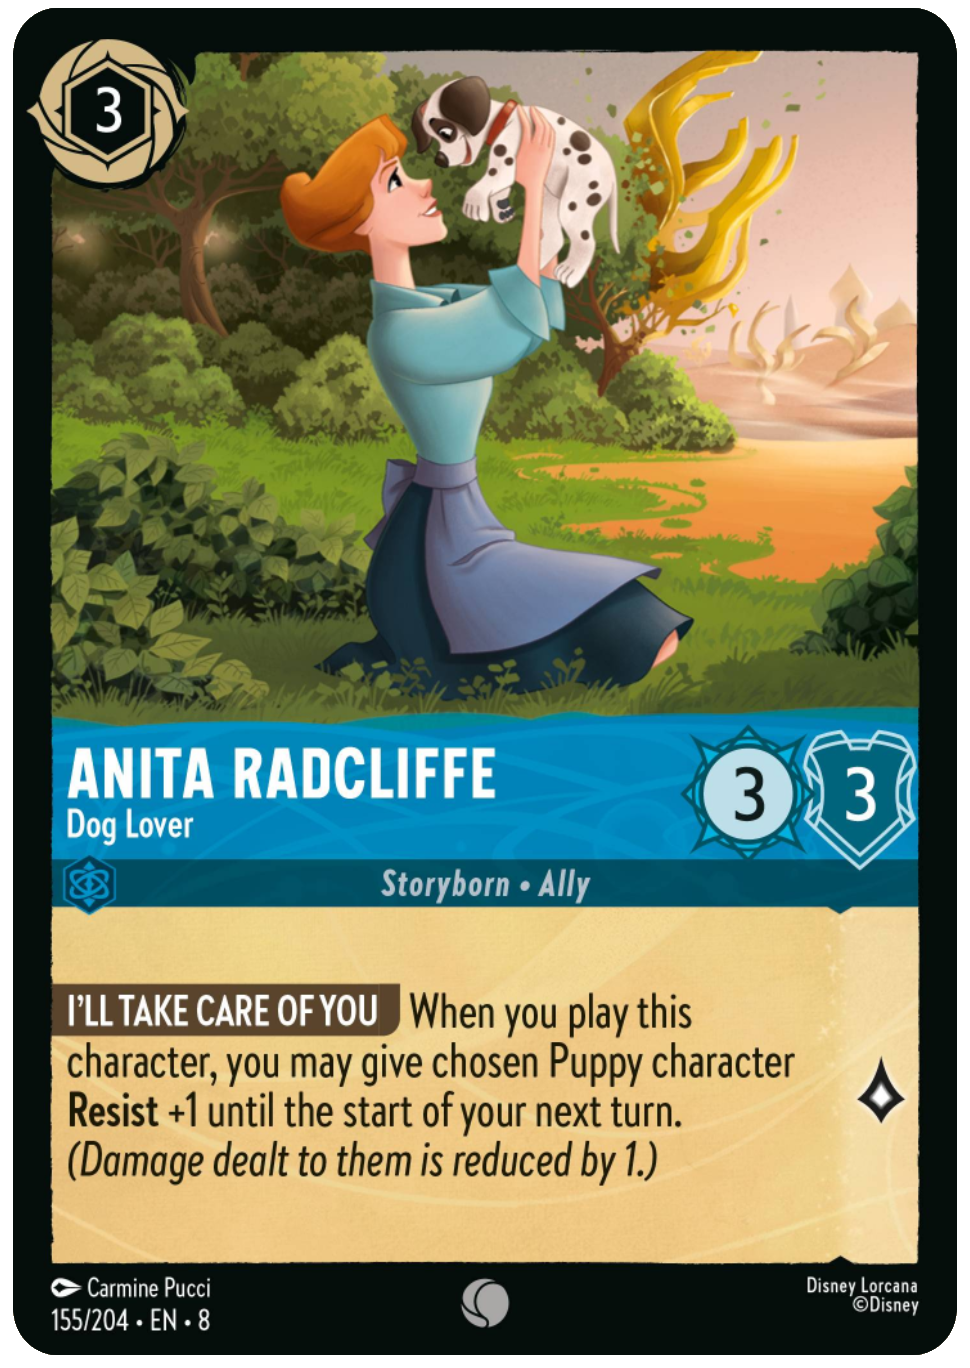 3
ANITA RADCLIFFE
Dog Lover
3
3
Storyborn • Ally
I'LL TAKE CARE OF YOU When you play this
character, you may give chosen Puppy character
Resist +1 until the start of your next turn.
(Damage dealt to them is reduced by 1.)
Carmine Pucci
155/204 • EN • 8
Disney Lorcana
©Disney